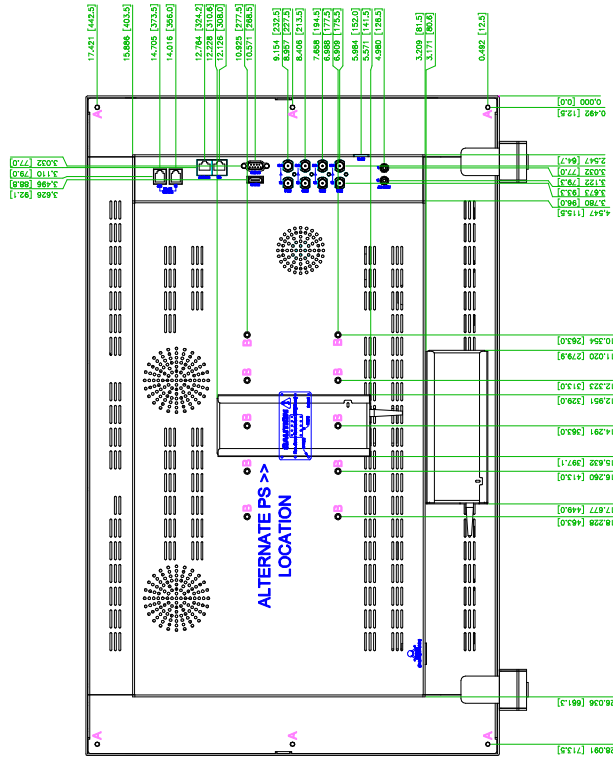 17.421 [442.5]
15.886 [403.5]
14.705 [373.5]
14.016 [356.0]
12.764 [324.2]
12.228 [310.6]
12.126 [308.0]
10.925 [277.5]
10.571 [268.5]
9.154 [232.5]
8.957 [227.5]
8.406 [213.5]
7.658 [194.5]
6.988 [177.5]
6.909 [175.5]
5.984 [152.0]
5.571 [141.5]
4.980 [126.5]
3.209 [81.5]
3.171 [80.6]
0.492 [12.5]
0.000 [0.0]
0.492 [12.5]
2.547 [64.7]
3.032 [77.0]
3.122 [79.3]
3.673 [93.3]
3.780 [96.0]
4.547 [115.5]
3.032 [77.0]
3.110 [79.0]
3.496 [88.8]
3.626 [92.1]
A
A
A
10.354 [263.0]
11.020 [279.9]
12.323 [313.0]
12.951 [329.0]
14.291 [363.0]
15.632 [397.1]
16.260 [413.0]
17.677 [449.0]
18.228 [463.0]
26.036 [661.3]
28.091 [713.5]
B
B
B
B
B
B
B
B
B
B
CAUTION
ALTERNATE PS >>
LOCATION
A
A
A